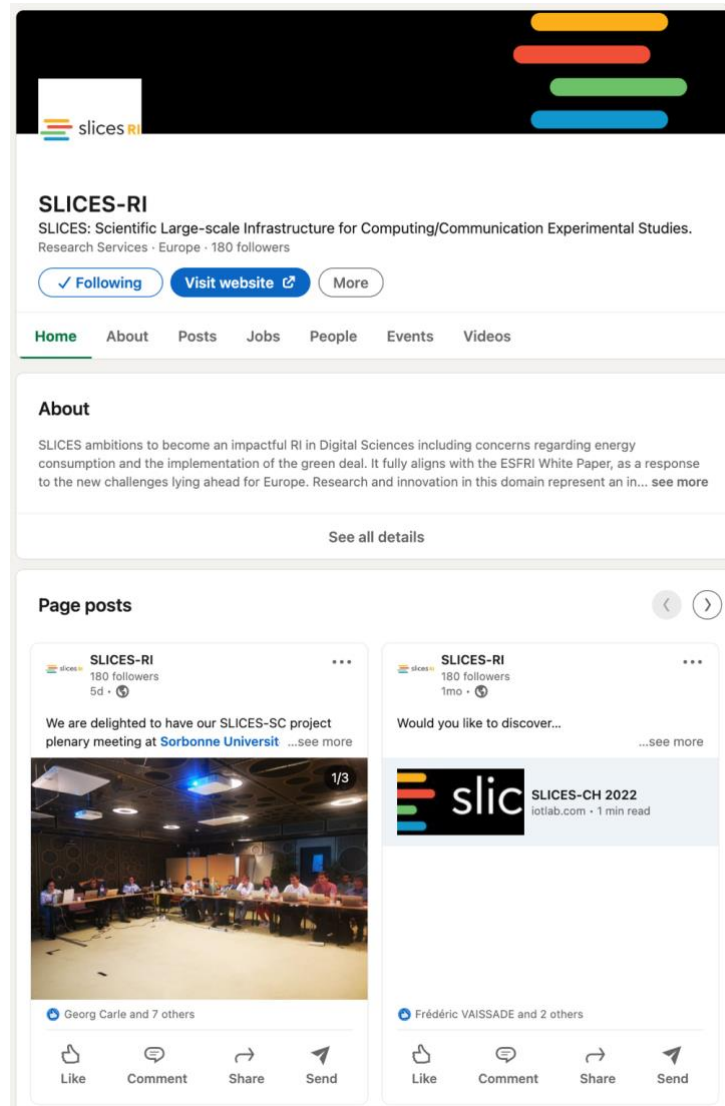 slices RI
SLICES-RI
SLICES: Scientific Large-scale Infrastructure for Computing/Communication Experimental Studies.
Research Services · Europe · 180 followers
✓ Following
Visit website
More
Home About Posts Jobs People Events Videos
About
SLICES ambitions to become an impactful RI in Digital Sciences including concerns regarding energy
consumption and the implementation of the green deal. It fully aligns with the ESFRI White Paper, as a response
to the new challenges lying ahead for Europe. Research and innovation in this domain represent an in... see more
See all details
Page posts
slices RI
SLICES-RI
180 followers
5d •
We are delighted to have our SLICES-SC project
plenary meeting at Sorbonne Universit ...see more
1/3
Georg Carle and 7 others
Like Comment Share Send
slices RI
SLICES-RI
180 followers
1mo •
Would you like to discover...
...see more
slic
SLICES-CH 2022
iotlab.com • 1 min read
Frédéric VAISSADE and 2 others
Like Comment Share Send